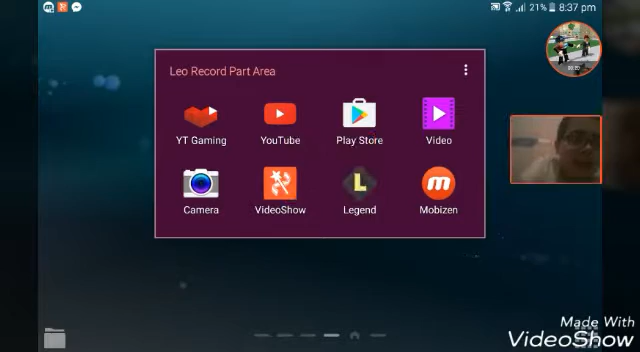 21% 8:37 pm
Leo Record Part Area
YT Gaming YouTube Play Store Video
Camera VideoShow Legend Mobizen
Made With
VideoShow